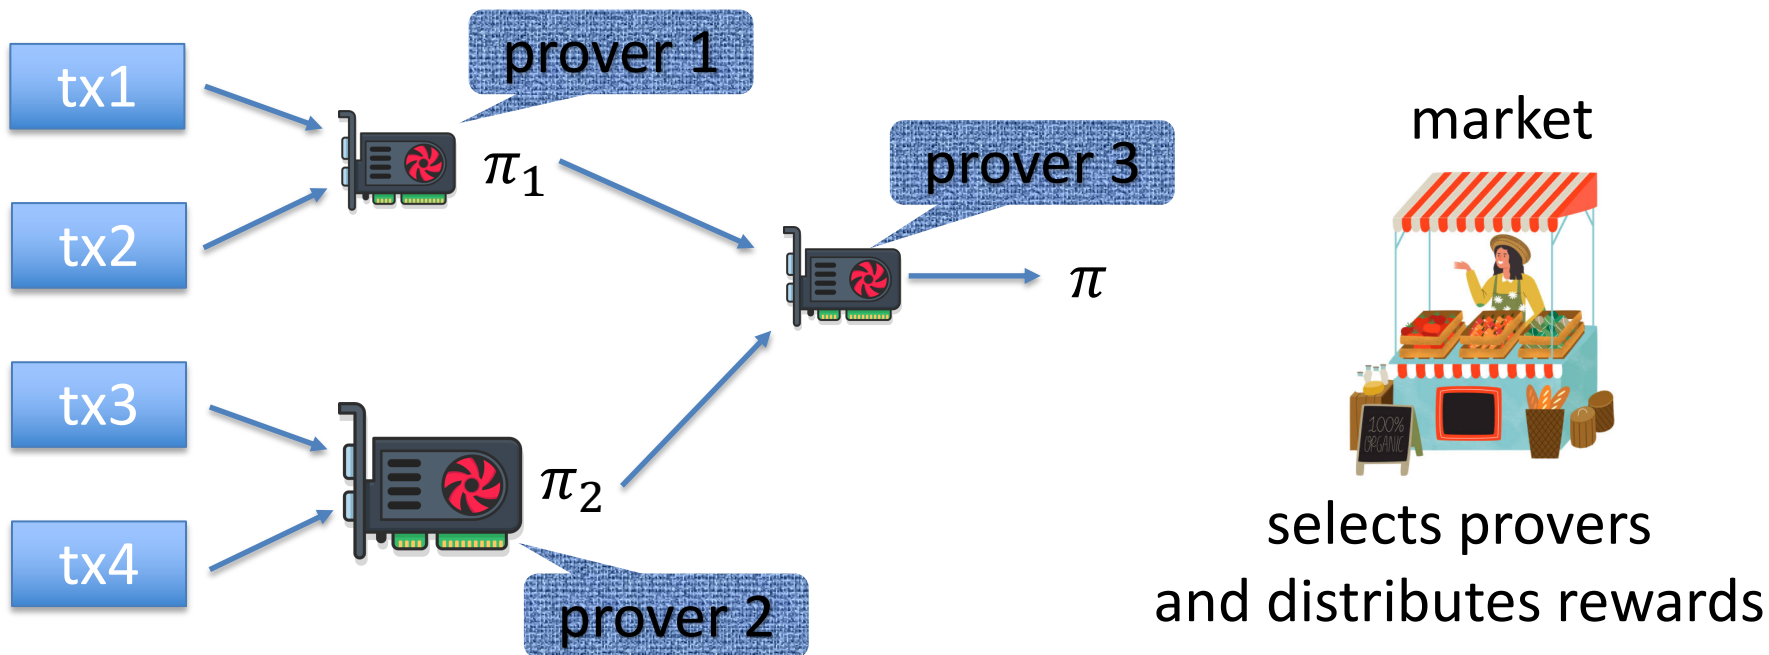 prover 1
tx1
market
prover 3
π₁
tx2
π
tx3
100%
ORGANIC
π₂
selects provers
tx4
and distributes rewards
prover 2